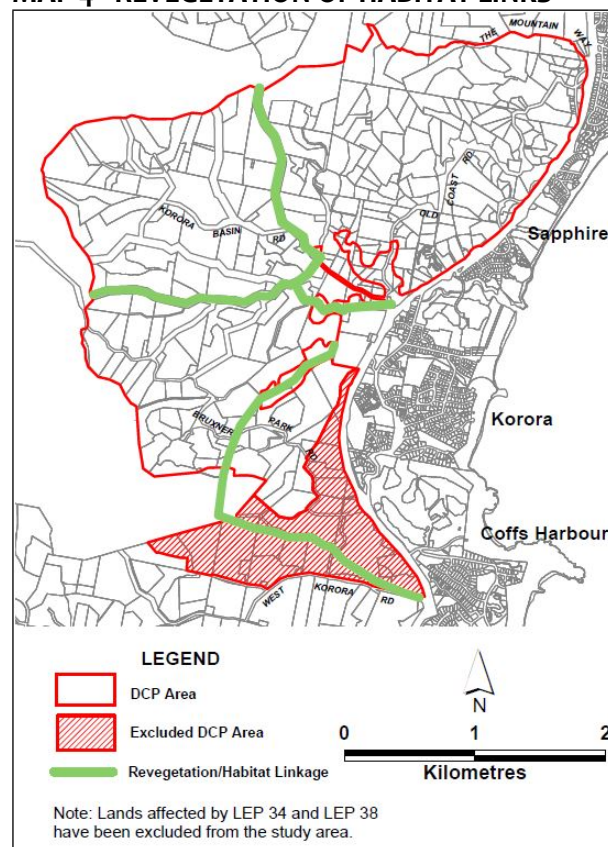 MAP 4 REVEGETATION OF HABITAT LINKS
THE MOUNTAIN WAY
OLD COAST RD
KORORA BASIN RD
Sapphire
Korora
BRUXNER PARK RD
Coffs Harbour
WEST KORORA RD
LEGEND
DCP Area
Excluded DCP Area
Revegetation/Habitat Linkage
N
0 1 2
Kilometres
Note: Lands affected by LEP 34 and LEP 38
have been excluded from the study area.